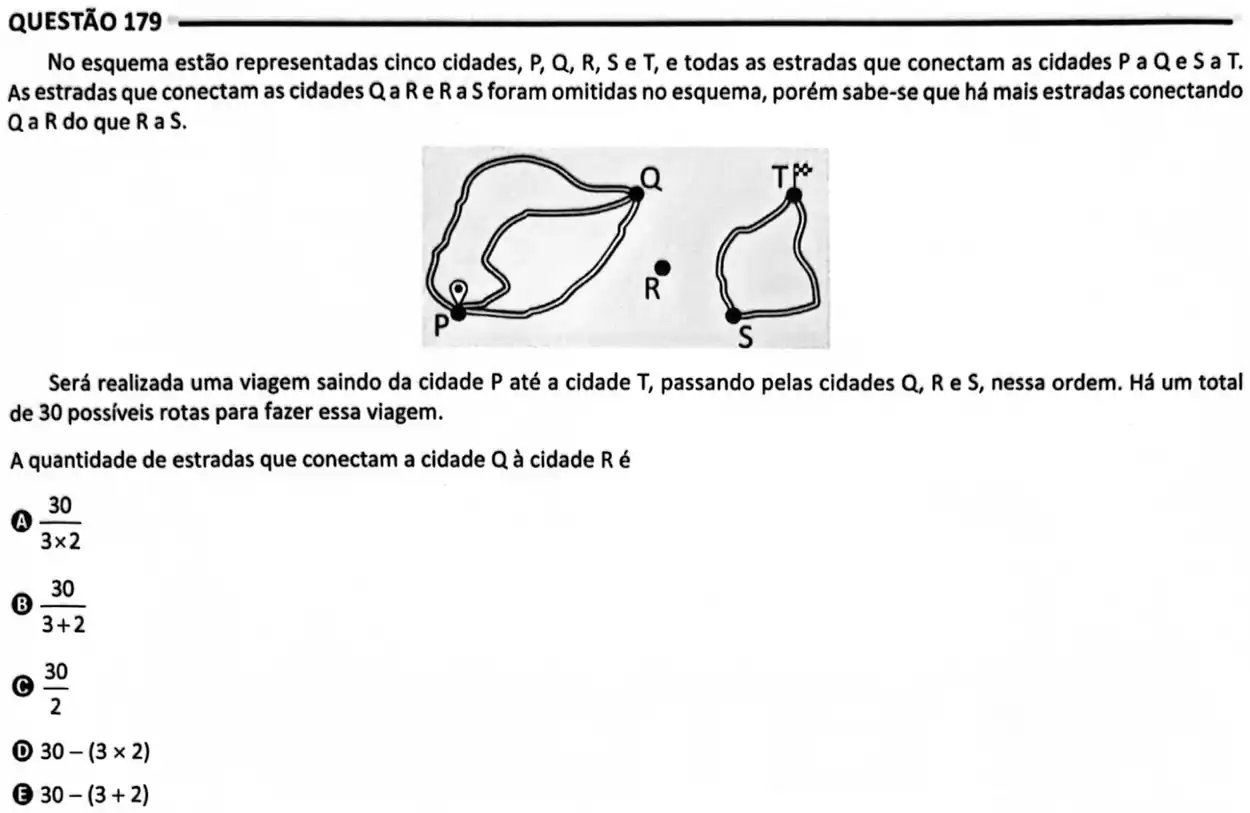 QUESTÃO 179
No esquema estão representadas cinco cidades, P, Q, R, S e T, e todas as estradas que conectam as cidades P a Q e S a T.
As estradas que conectam as cidades Q a R e R a S foram omitidas no esquema, porém sabe-se que há mais estradas conectando
Q a R do que R a S.
Q
T
R
P
S
Será realizada uma viagem saindo da cidade P até a cidade T, passando pelas cidades Q, R e S, nessa ordem. Há um total
de 30 possíveis rotas para fazer essa viagem.
A quantidade de estradas que conectam a cidade Q à cidade R é
A 30
3×2
B 30
3+2
C 30
2
D 30 – (3 × 2)
E 30 – (3 + 2)